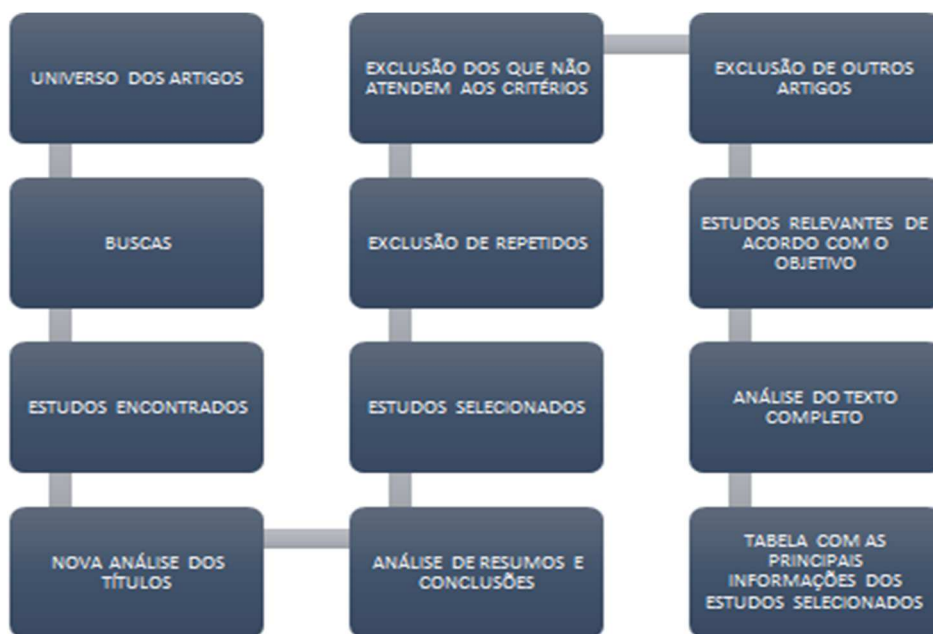 UNIVERSO DOS ARTIGOS
BUSCAS
ESTUDOS ENCONTRADOS
NOVA ANÁLISE DOS
TÍTULOS
ANÁLISE DE RESUMOS E
CONCLUSÕES
ESTUDOS SELECIONADOS
EXCLUSÃO DE REPETIDOS
EXCLUSÃO DOS QUE NÃO
ATENDEM AOS CRITÉRIOS
EXCLUSÃO DE OUTROS
ARTIGOS
ESTUDOS RELEVANTES DE
ACORDO COM O
OBJETIVO
ANÁLISE DO TEXTO
COMPLETO
TABELA COM AS
PRINCIPAIS
INFORMAÇÕES DOS
ESTUDOS SELECIONADOS